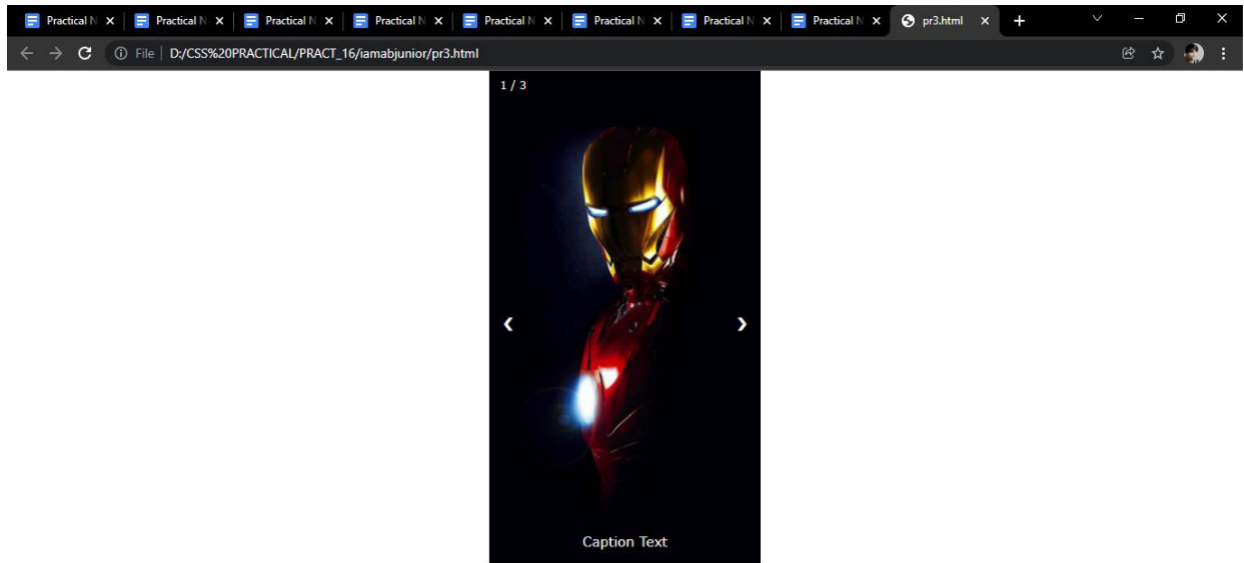 Practical N Practical N Practical N Practical N Practical N Practical N Practical N Practical N pr3.html
File D:/CSS%20PRACTICAL/PRACT_16/iamabjunior/pr3.html
1 / 3
❮ ❯
Caption Text